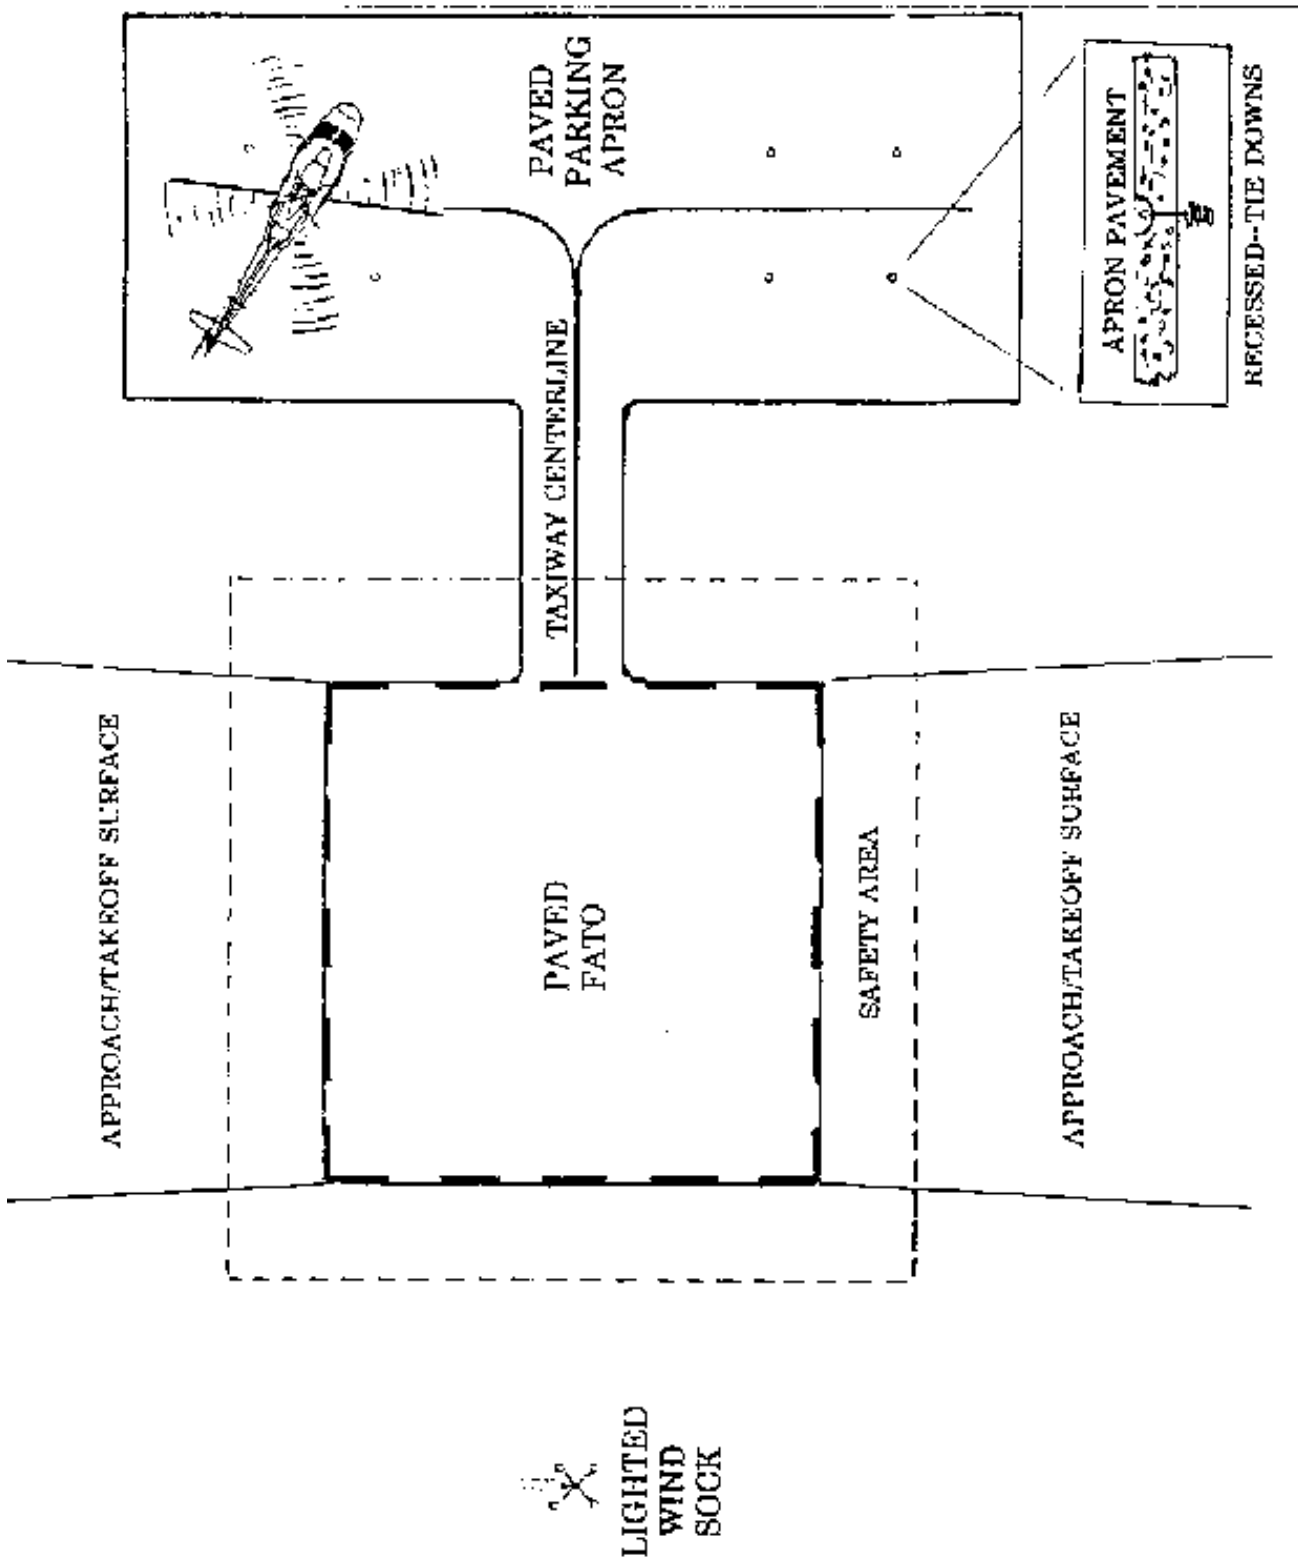 PAVED
PARKING
APRON
APRON PAVEMENT
RECESSED--TIE DOWNS
TAXIWAY CENTERLINE
APPROACH/TAKEOFF SURFACE
PAVED
FATO
SAFETY AREA
APPROACH/TAKEOFF SURFACE
LIGHTED
WIND
SOCK